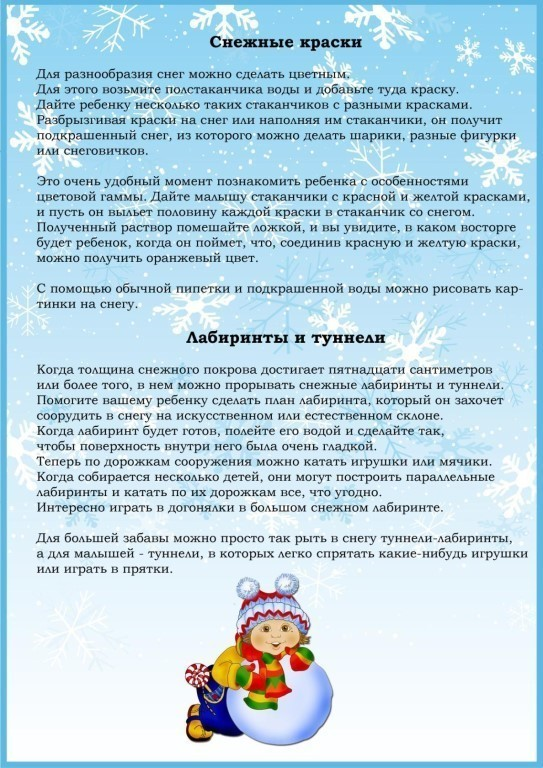 Снежные краски
Для разнообразия снег можно сделать цветным.
Для этого возьмите полстаканчика воды и добавьте туда краску.
Дайте ребенку несколько таких стаканчиков с разными красками.
Разбрызгивая краски на снег или наполняя им стаканчики, он получит
подкрашенный снег, из которого можно делать шарики, разные фигурки
или снеговичков.
Это очень удобный момент познакомить ребенка с особенностями
цветовой гаммы. Дайте малышу стаканчики с красной и желтой красками,
и пусть он выльет половину каждой краски в стаканчик со снегом.
Полученный раствор помешайте ложкой, и вы увидите, в каком восторге
будет ребенок, когда он поймет, что, соединив красную и желтую краски,
можно получить оранжевый цвет.
С помощью обычной пипетки и подкрашенной воды можно рисовать кар-
тинки на снегу.
Лабиринты и туннели
Когда толщина снежного покрова достигает пятнадцати сантиметров
или более того, в нем можно прорывать снежные лабиринты и туннели.
Помогите вашему ребенку сделать план лабиринта, который он захочет
соорудить в снегу на искусственном или естественном склоне.
Когда лабиринт будет готов, полейте его водой и сделайте так,
чтобы поверхность внутри него была очень гладкой.
Теперь по дорожкам сооружения можно катать игрушки или мячики.
Когда собирается несколько детей, они могут построить параллельные
лабиринты и катать по их дорожкам все, что угодно.
Интересно играть в догонялки в большом снежном лабиринте.
Для большей забавы можно просто так рыть в снегу туннели-лабиринты,
а для малышей - туннели, в которых легко спрятать какие-нибудь игрушки
или играть в прятки.